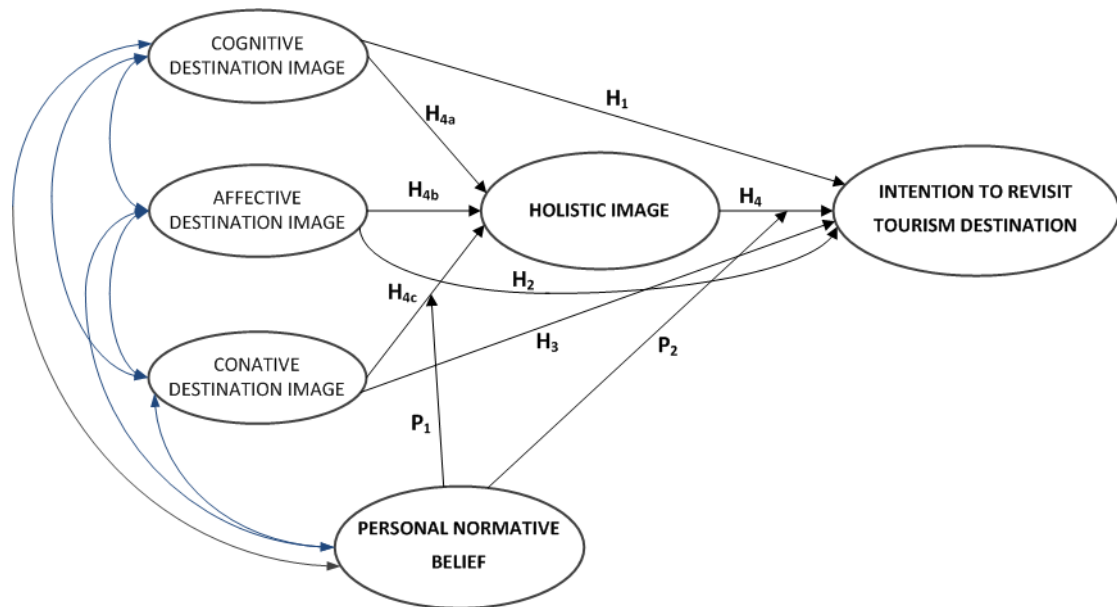 COGNITIVE
DESTINATION IMAGE
H1
H4a
AFFECTIVE
DESTINATION IMAGE
H4b
HOLISTIC IMAGE
H4
INTENTION TO REVISIT
TOURISM DESTINATION
H2
H4c
H3
P2
CONATIVE
DESTINATION IMAGE
P1
PERSONAL NORMATIVE
BELIEF